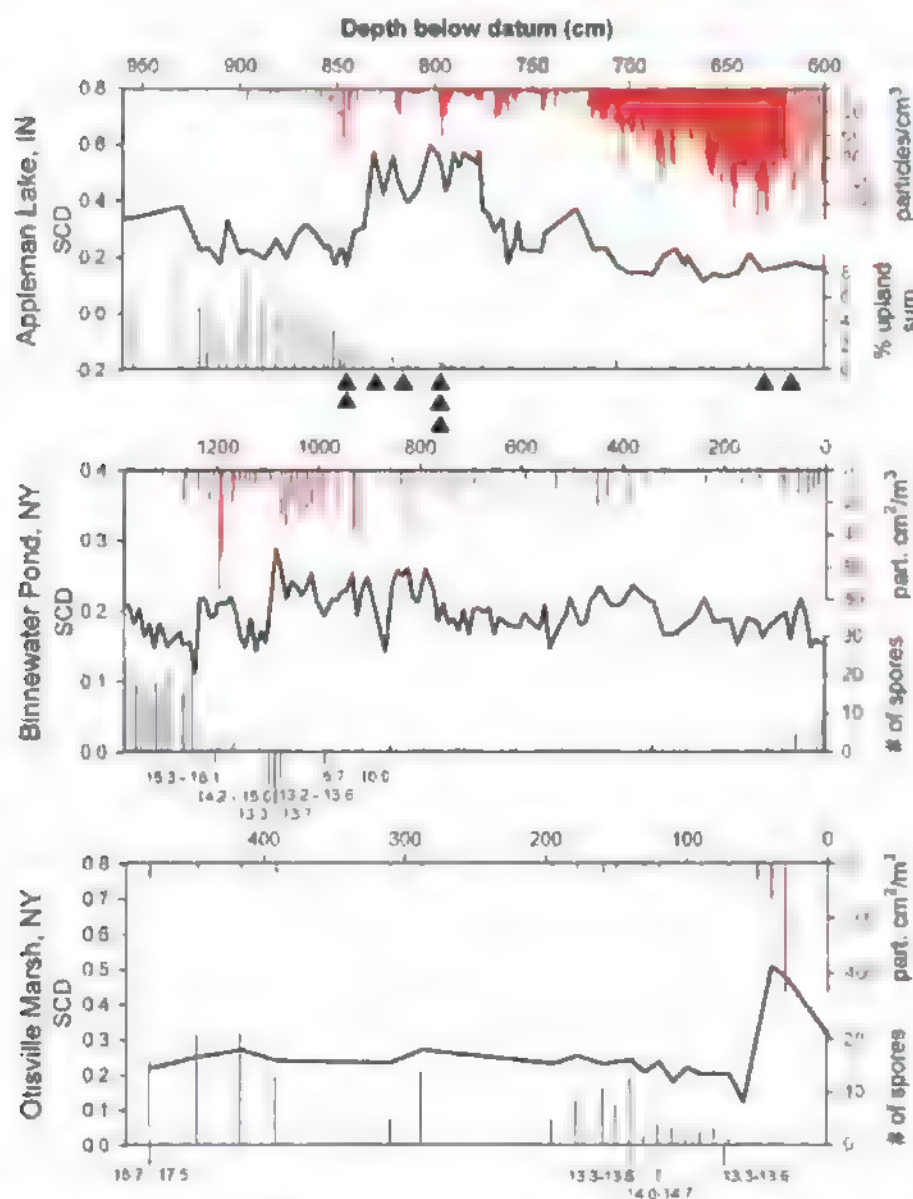 Depth below datum (cm)
950 900 850 800 750 700 650 600
Appleman Lake, IN
SCD
0.8
0.6
0.4
0.2
0.0
-0.2
particles/cm³
% upland
sum
1200 1000 800 600 400 200 0
Binnewater Pond, NY
SCD
0.4
0.3
0.2
0.1
0.0
part. cm²/m³
# of spores
30
20
10
0
15.3 - 16.1
14.2 - 15.0
13.2 - 13.6
400 300 200 100 0
Otisville Marsh, NY
SCD
0.8
0.7
0.6
0.5
0.4
0.3
0.2
0.1
0.0
part. cm²/m³
# of spores
40
20
10
0
16.7 - 17.5
13.3-13.8
14.0-14.7
13.3-13.6